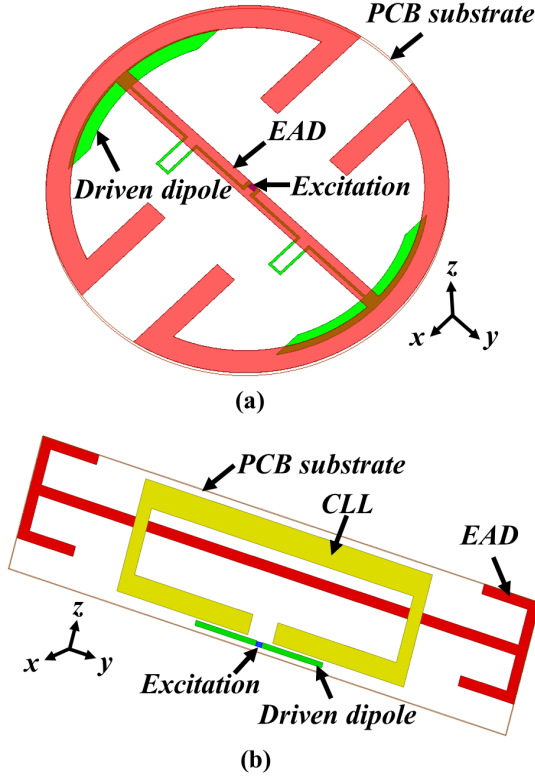 PCB substrate
EAD
Driven dipole
Excitation
z
x
y
(a)
PCB substrate
CLL
EAD
z
x
y
Excitation
Driven dipole
(b)